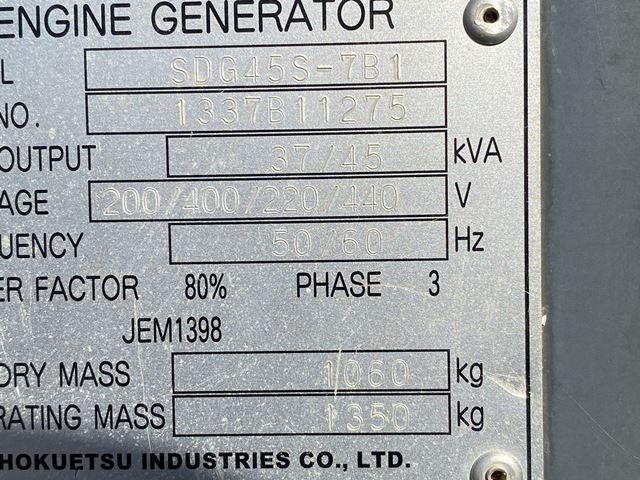 ENGINE GENERATOR
L SDG45S-7B1
NO. 1337B11275
OUTPUT 37/45 kVA
AGE 200/400/220/440 V
UENCY 50/60 Hz
ER FACTOR 80% PHASE 3
JEM1398
DRY MASS 1060 kg
RATING MASS 1350 kg
HOKUETSU INDUSTRIES CO., LTD.